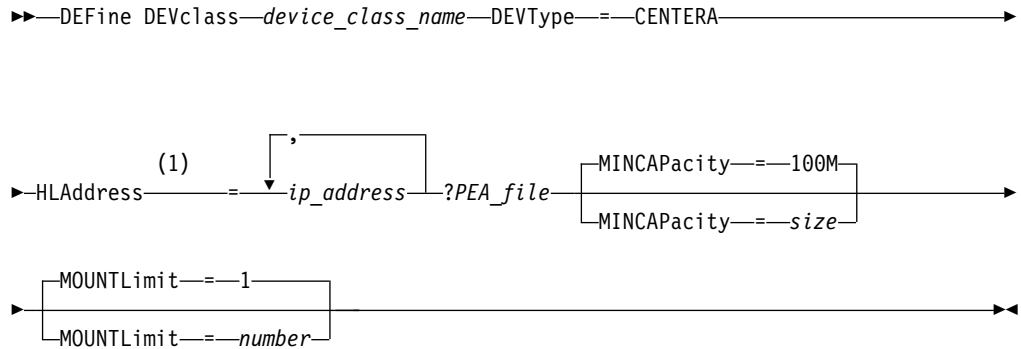 DEFine DEVclass device_class_name DEVType = CENTERA
,
(1)
HLAddress = ip_address ?PEA_file
MINCAPacity = 100M
MINCAPacity = size
MOUNTLimit = 1
MOUNTLimit = number